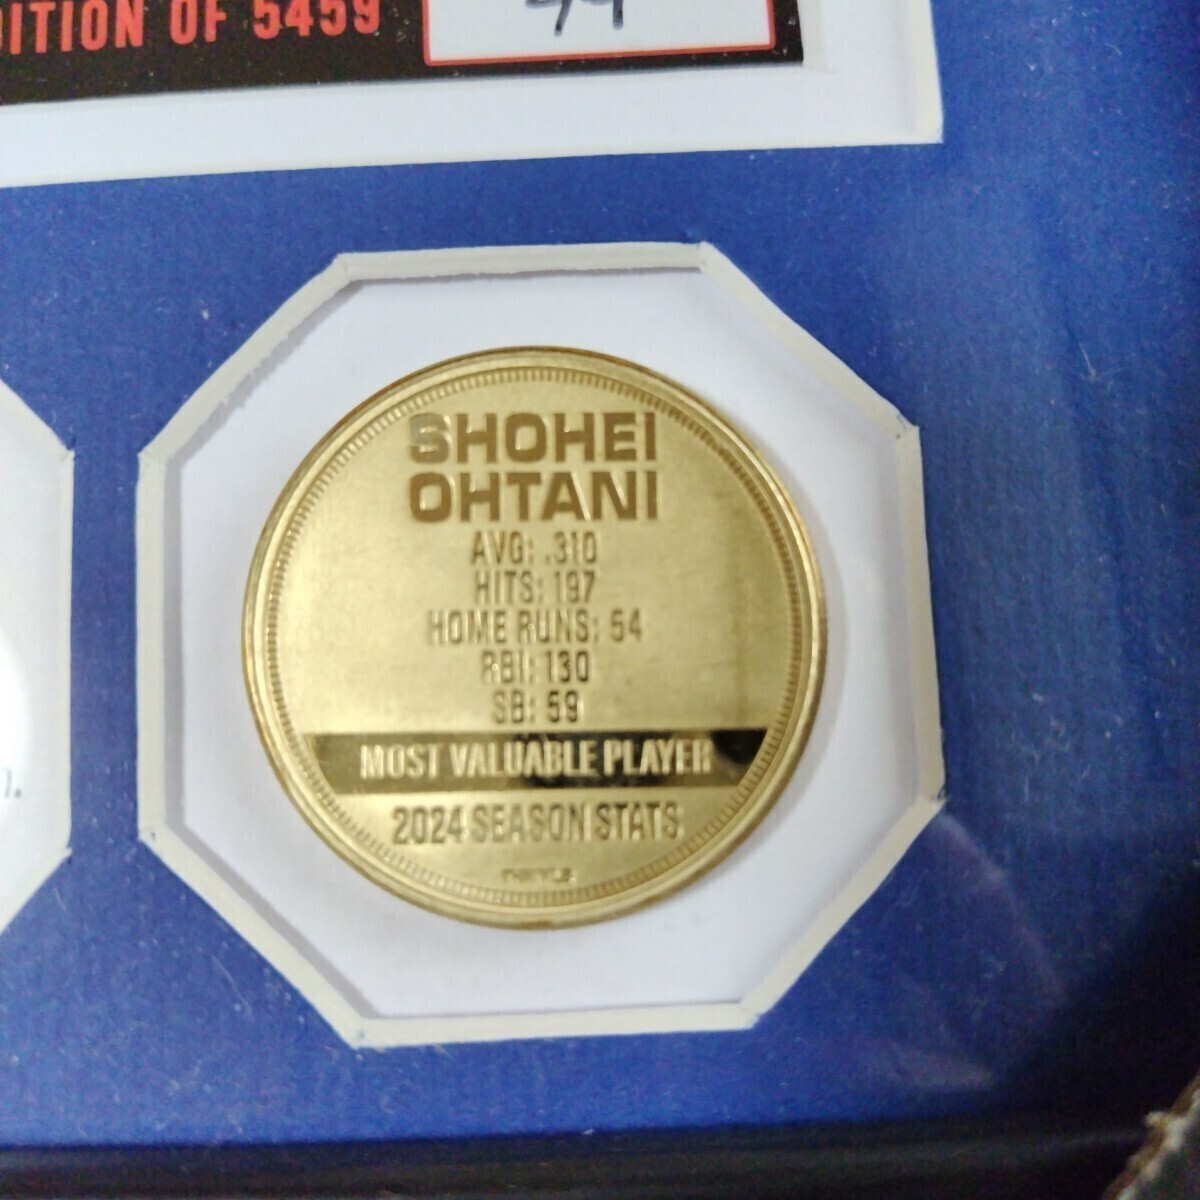 DITION OF 5459
SHOHEI
OHTANI
AVG: .310
HITS: 197
HOME RUNS: 54
RBI: 130
SB: 59
MOST VALUABLE PLAYER
2024 SEASON STATS